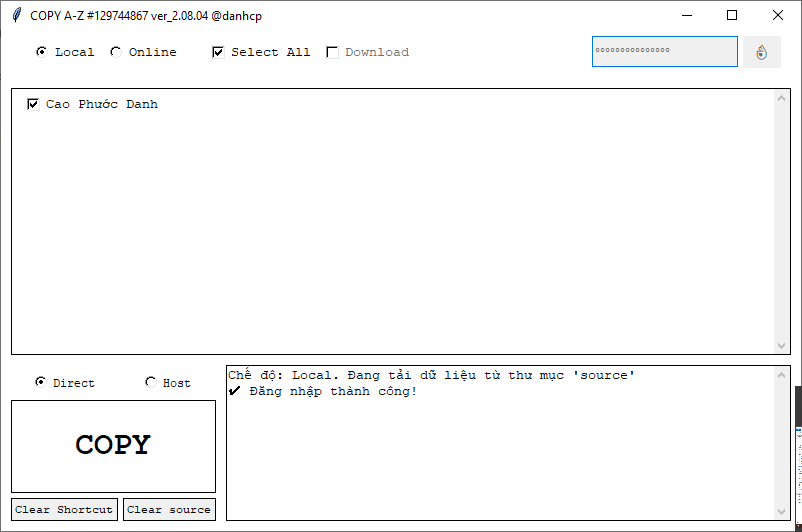 COPY A-Z #129744867 ver_2.08.04 @danhcp
Local Online Select All Download
Cao Phước Danh
Direct Host
COPY
Clear Shortcut Clear source
Chế độ: Local. Đang tải dữ liệu từ thư mục 'source'
✔ Đăng nhập thành công!